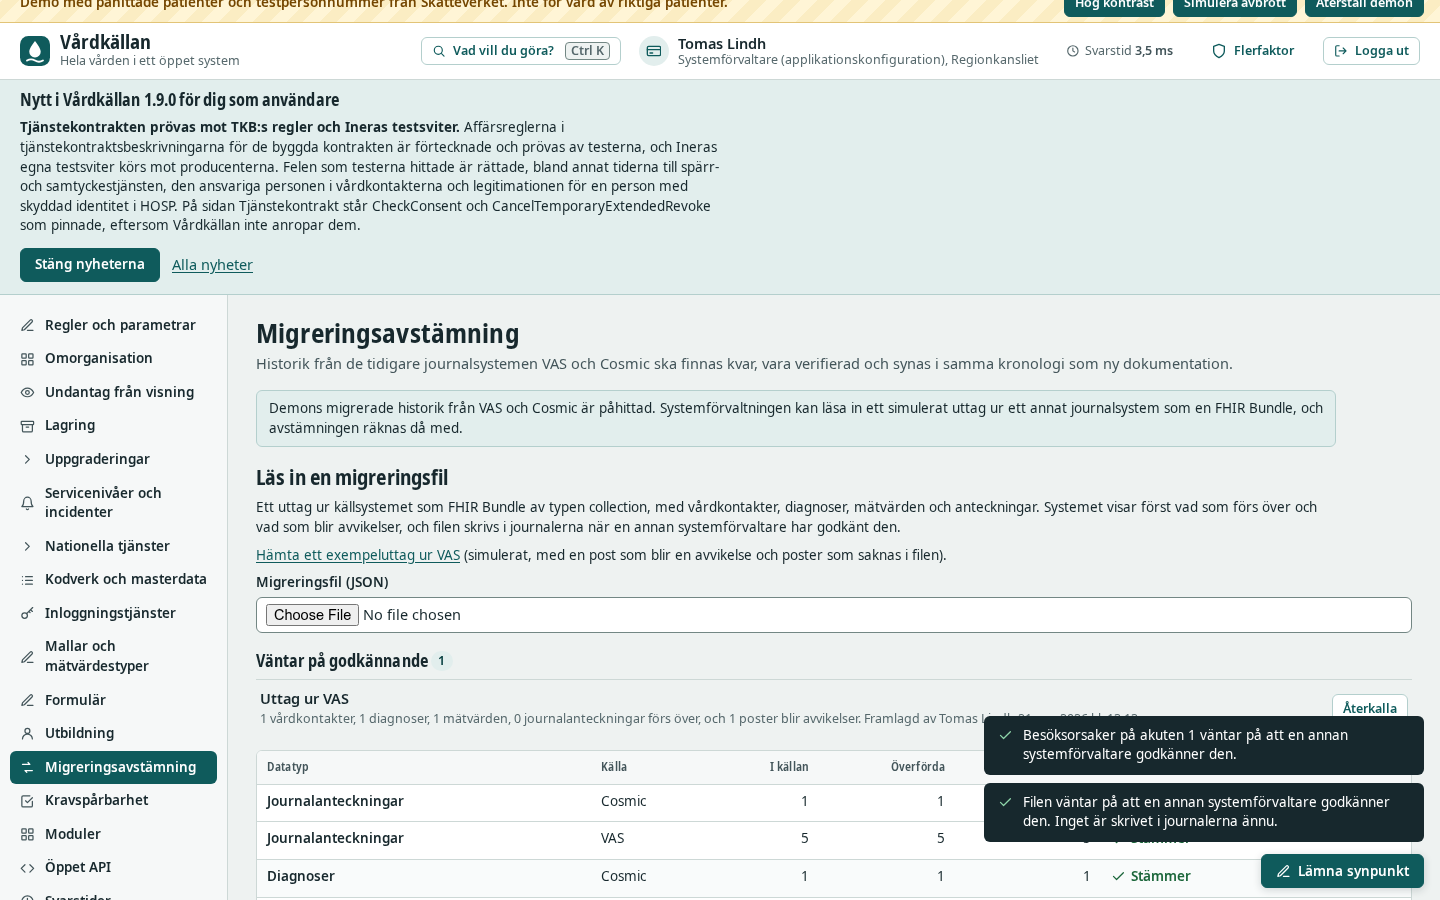 Demo med påhittade patienter och testpersonnummer från Skatteverket. Inte för vård av riktiga patienter.
Hög kontrast
Simulera avbrott
Återställ demon
Vårdkällan
Hela vården i ett öppet system
Vad vill du göra?
Ctrl K
Tomas Lindh
Systemförvaltare (applikationskonfiguration), Regionkansliet
Svarstid 3,5 ms
Flerfaktor
Logga ut
Nytt i Vårdkällan 1.9.0 för dig som användare
Tjänstekontrakten prövas mot TKB:s regler och Ineras testsviter. Affärsreglerna i
tjänstekontraktsbeskrivningarna för de byggda kontrakten är förtecknade och prövas av testerna, och Ineras
egna testsviter körs mot producenterna. Felen som testerna hittade är rättade, bland annat tiderna till spärr-
och samtyckestjänsten, den ansvariga personen i vårdkontakterna och legitimationen för en person med
skyddad identitet i HOSP. På sidan Tjänstekontrakt står CheckConsent och CancelTemporaryExtendedRevoke
som pinnade, eftersom Vårdkällan inte anropar dem.
Stäng nyheterna
Alla nyheter
Regler och parametrar
Omorganisation
Undantag från visning
Lagring
Uppgraderingar
Servicenivåer och
incidenter
Nationella tjänster
Kodverk och masterdata
Inloggningstjänster
Mallar och
mätvärdestyper
Formulär
Utbildning
Migreringsavstämning
Kravspårbarhet
Moduler
Öppet API
Svarstider
Migreringsavstämning
Historik från de tidigare journalsystemen VAS och Cosmic ska finnas kvar, vara verifierad och synas i samma kronologi som ny dokumentation.
Demons migrerade historik från VAS och Cosmic är påhittad. Systemförvaltningen kan läsa in ett simulerat uttag ur ett annat journalsystem som en FHIR Bundle, och
avstämningen räknas då med.
Läs in en migreringsfil
Ett uttag ur källsystemet som FHIR Bundle av typen collection, med vårdkontakter, diagnoser, mätvärden och anteckningar. Systemet visar först vad som förs över och
vad som blir avvikelser, och filen skrivs i journalerna när en annan systemförvaltare har godkänt den.
Hämta ett exempeluttag ur VAS (simulerat, med en post som blir en avvikelse och poster som saknas i filen).
Migreringsfil (JSON)
Choose File No file chosen
Väntar på godkännande 1
Uttag ur VAS
1 vårdkontakter, 1 diagnoser, 1 mätvärden, 0 journalanteckningar förs över, och 1 poster blir avvikelser. Framlagd av Tomas
Återkalla
Datatyp Källa I källan Överförda
Journalanteckningar Cosmic 1 1
Journalanteckningar VAS 5 5
Diagnoser Cosmic 1 1 1 Stämmer
Besöksorsaker på akuten 1 väntar på att en annan
systemförvaltare godkänner den.
Filen väntar på att en annan systemförvaltare godkänner
den. Inget är skrivet i journalerna ännu.
Lämna synpunkt